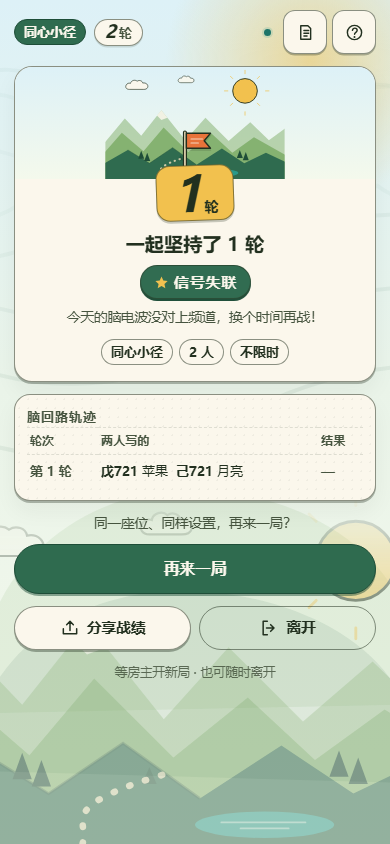 同心小径 2轮
1轮
一起坚持了 1 轮
信号失联
今天的脑电波没对上频道，换个时间再战！
同心小径 2 人 不限时
脑回路轨迹
轮次 两人写的 结果
第 1 轮 戊721 苹果 己721 月亮 —
同一座位、同样设置，再来一局？
再来一局
分享战绩 离开
等房主开新局 · 也可随时离开